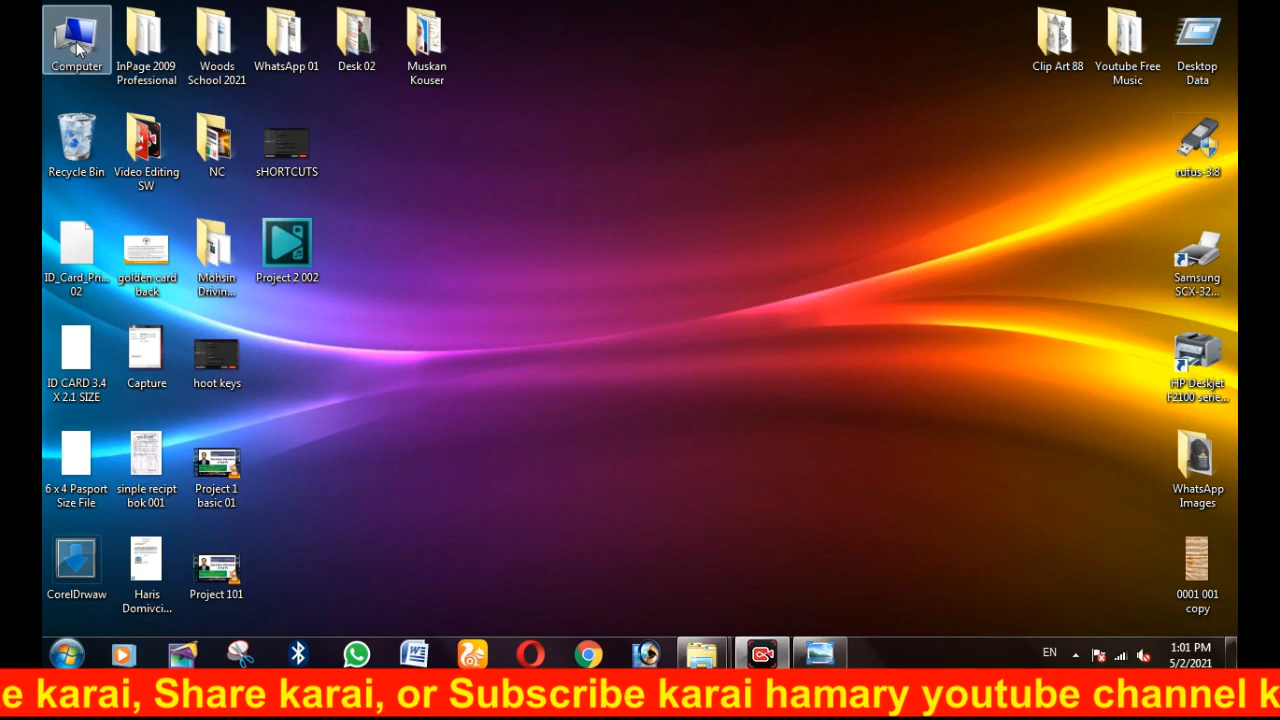 Computer
InPage 2009
Professional
Woods
School 2021
WhatsApp 01
Desk 02
Muskan
Kouser
Clip Art 88
Youtube Free
Music
Desktop
Data
Recycle Bin
Video Editing
SW
NC
sHORTCUTS
rufus-3.8
ID_Card_Pri...
02
golden card
back
Mohsin
Drivin...
Project 2 002
Samsung
SCX-32...
ID CARD 3.4
X 2.1 SIZE
Capture
hoot keys
HP Deskjet
F2100 serie...
6 x 4 Pasport
Size File
sinple recipt
bok 001
Project 1
basic 01
WhatsApp
Images
CorelDrwaw
Haris
Domivci...
Project 101
0001 001
copy
EN
1:01 PM
5/2/2021
e karai, Share karai, or Subscribe karai hamary youtube channel k